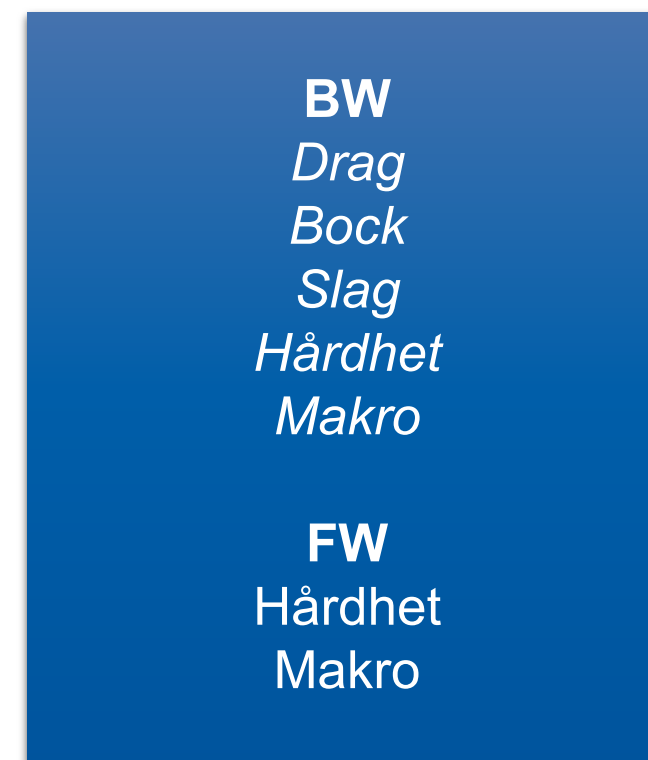 BW
Drag
Bock
Slag
Hårdhet
Makro
FW
Hårdhet
Makro